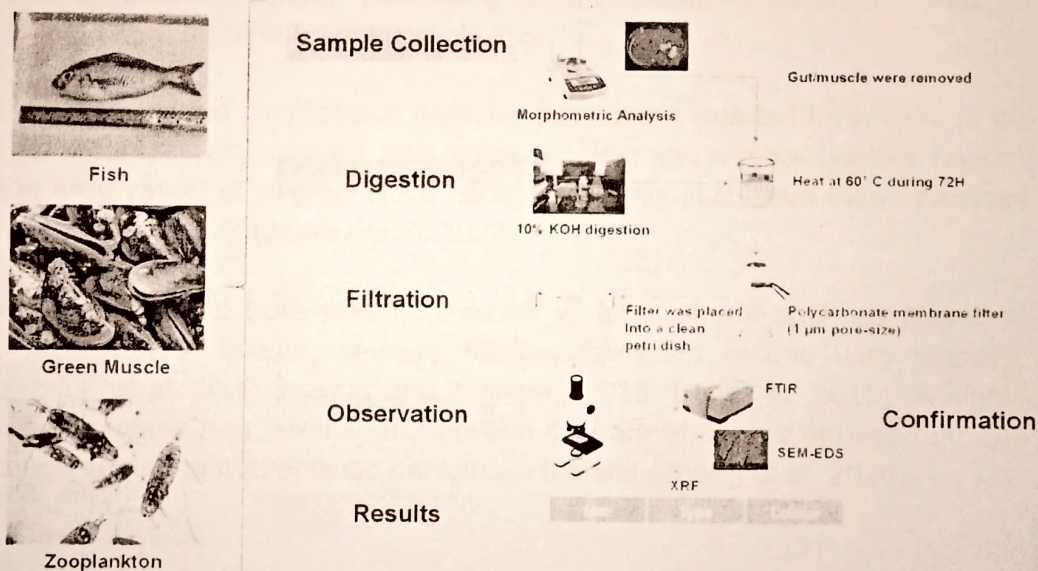 Fish
Green Muscle
Zooplankton
Sample Collection
Morphometric Analysis
Gut/muscle were removed
Digestion
10% KOH digestion
Heat at 60° C during 72H
Filtration
Filter was placed
Into a clean
petri dish
Polycarbonate membrane filter
(1 µm pore-size)
Observation
FTIR
SEM-EDS
XRF
Confirmation
Results